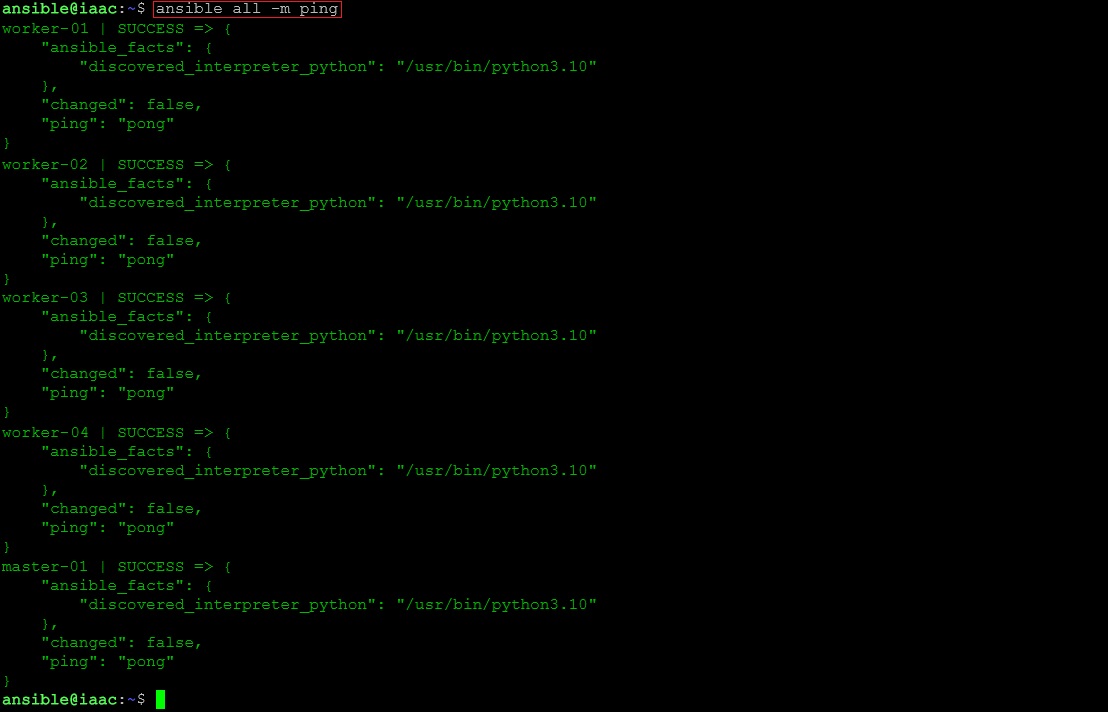 ansible@iaac:~$ ansible all -m ping
worker-01 | SUCCESS => {
    "ansible_facts": {
        "discovered_interpreter_python": "/usr/bin/python3.10"
    },
    "changed": false,
    "ping": "pong"
}
worker-02 | SUCCESS => {
    "ansible_facts": {
        "discovered_interpreter_python": "/usr/bin/python3.10"
    },
    "changed": false,
    "ping": "pong"
}
worker-03 | SUCCESS => {
    "ansible_facts": {
        "discovered_interpreter_python": "/usr/bin/python3.10"
    },
    "changed": false,
    "ping": "pong"
}
worker-04 | SUCCESS => {
    "ansible_facts": {
        "discovered_interpreter_python": "/usr/bin/python3.10"
    },
    "changed": false,
    "ping": "pong"
}
master-01 | SUCCESS => {
    "ansible_facts": {
        "discovered_interpreter_python": "/usr/bin/python3.10"
    },
    "changed": false,
    "ping": "pong"
}
ansible@iaac:~$